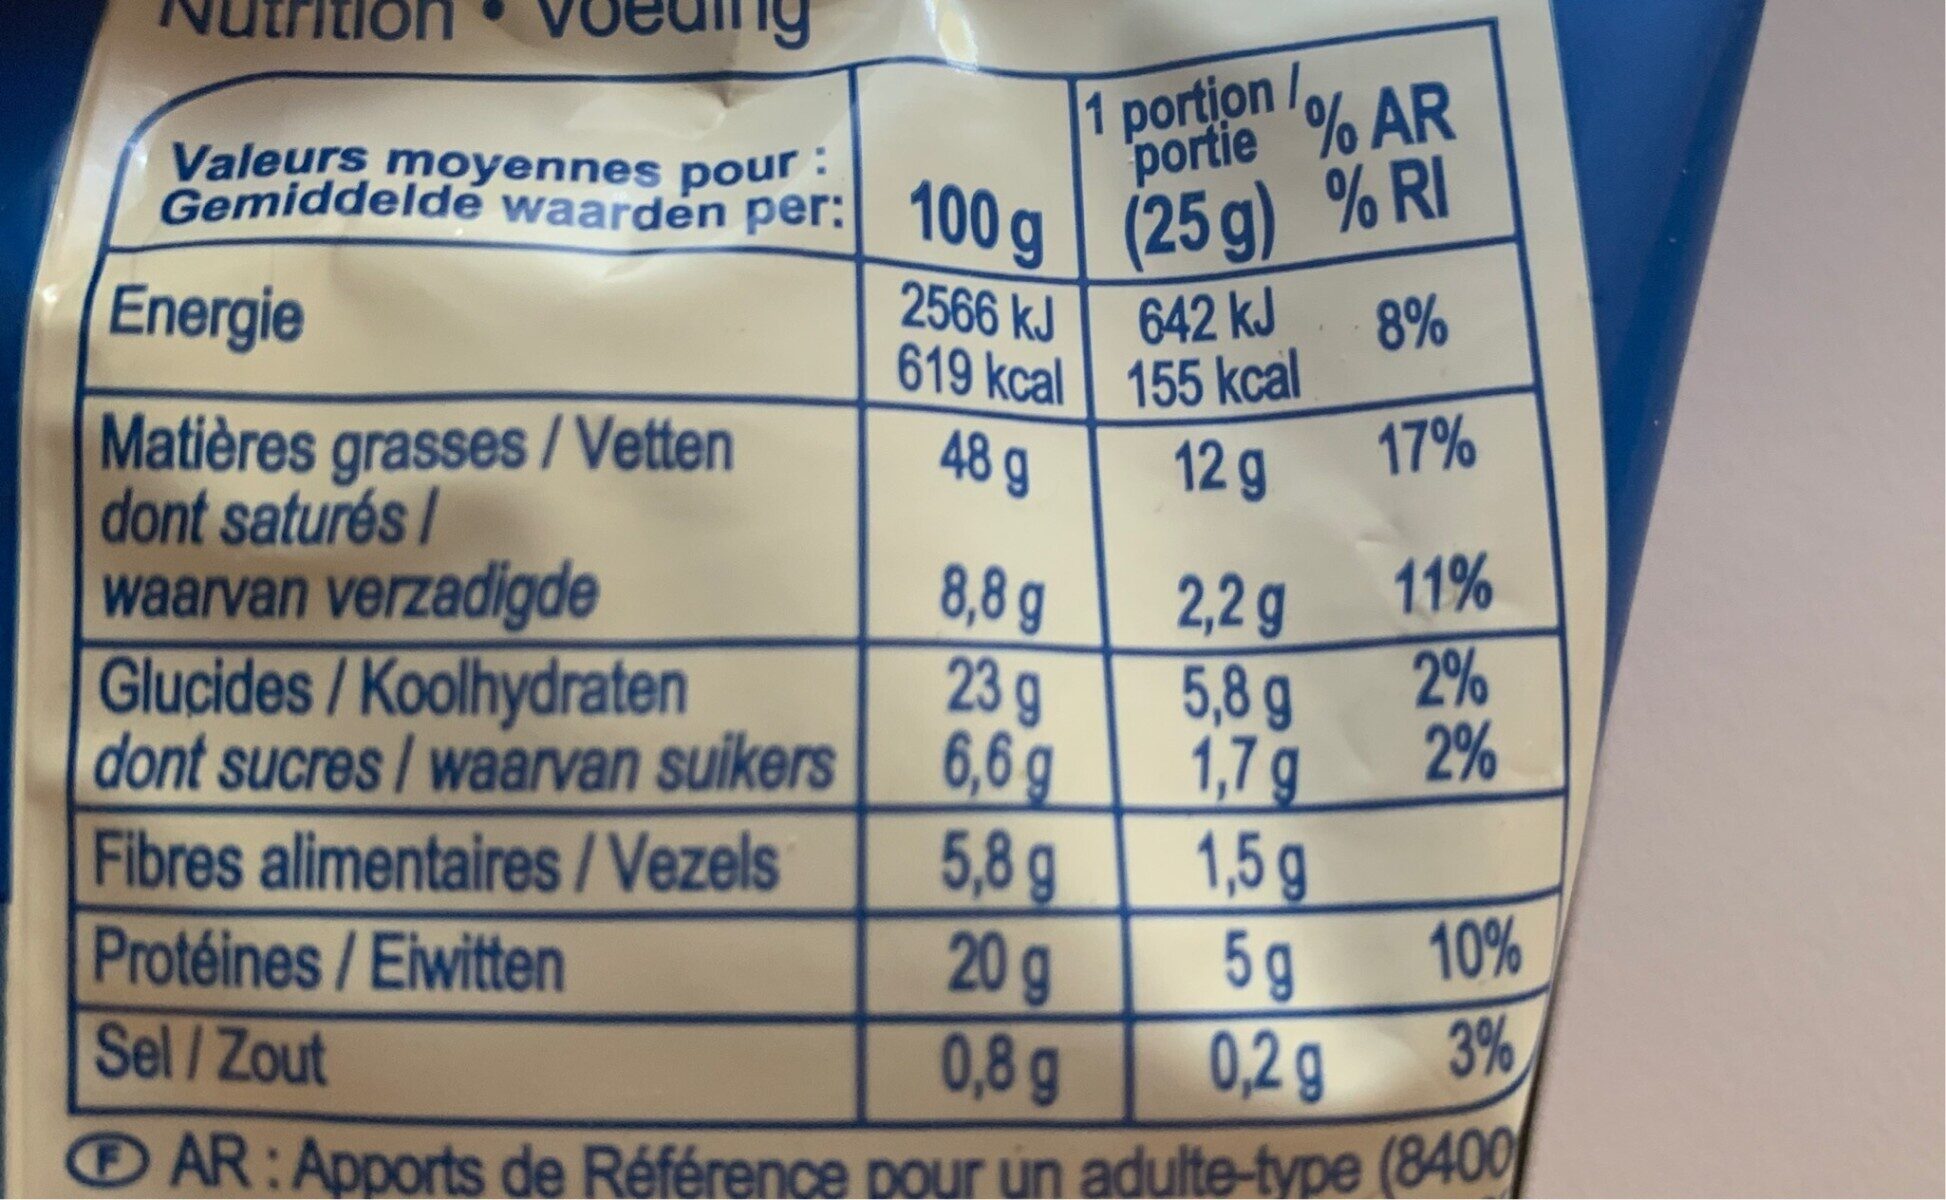 Nutrition • Voeding
1 portion / % AR
portie % RI
Valeurs moyennes pour :
Gemiddelde waarden per: 100 g (25 g)
Energie 2566 kJ 642 kJ 8%
619 kcal 155 kcal
Matières grasses / Vetten 48 g 12 g 17%
dont saturés /
waarvan verzadigde 8,8 g 2,2 g 11%
Glucides / Koolhydraten 23 g 5,8 g 2%
dont sucres / waarvan suikers 6,6 g 1,7 g 2%
Fibres alimentaires / Vezels 5,8 g 1,5 g
Protéines / Eiwitten 20 g 5 g 10%
Sel / Zout 0,8 g 0,2 g 3%
F AR : Apports de Référence pour un adulte-type (8400